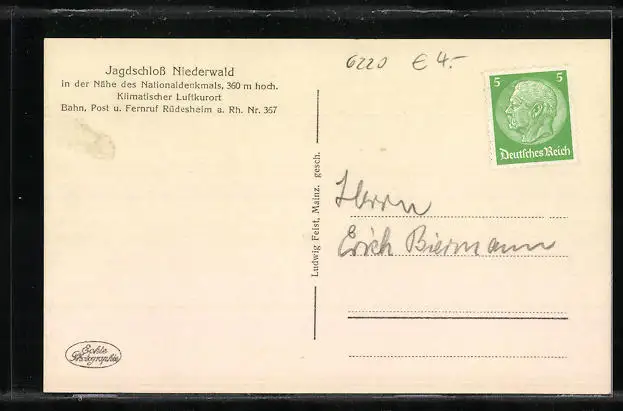 Jagdschloß Niederwald
in der Nähe des Nationaldenkmals, 360 m hoch.
Klimatischer Luftkurort
Bahn, Post u. Fernruf Rüdesheim a. Rh. Nr. 367
6220 € 4.-
5 5
Deutsches Reich
Ludwig Feist, Mainz, gesch.
Herrn
Erich Biermann
Echte
Photographie